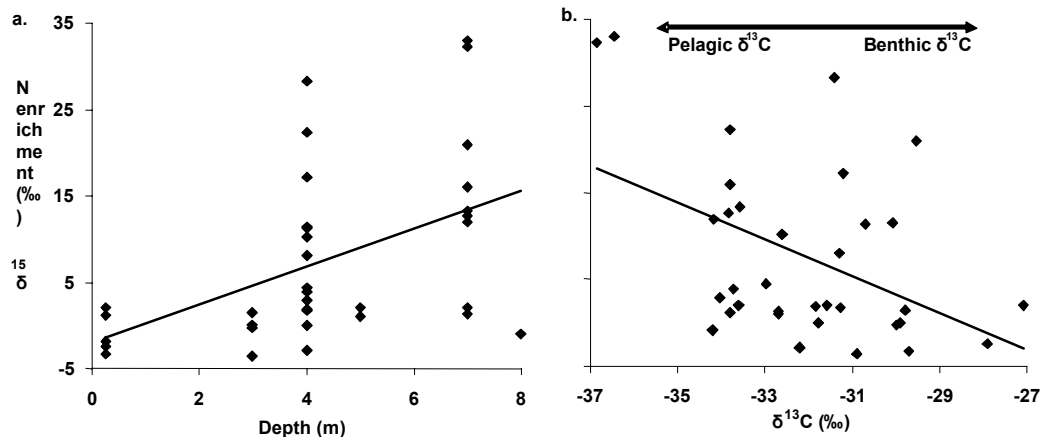 a.
35
25
15
5
-5
N
enr
ich
me
nt
(‰
)
15
δ
0 2 4 6 8
Depth (m)
b.
Pelagic δ13C Benthic δ13C
-37 -35 -33 -31 -29 -27
δ13C (‰)